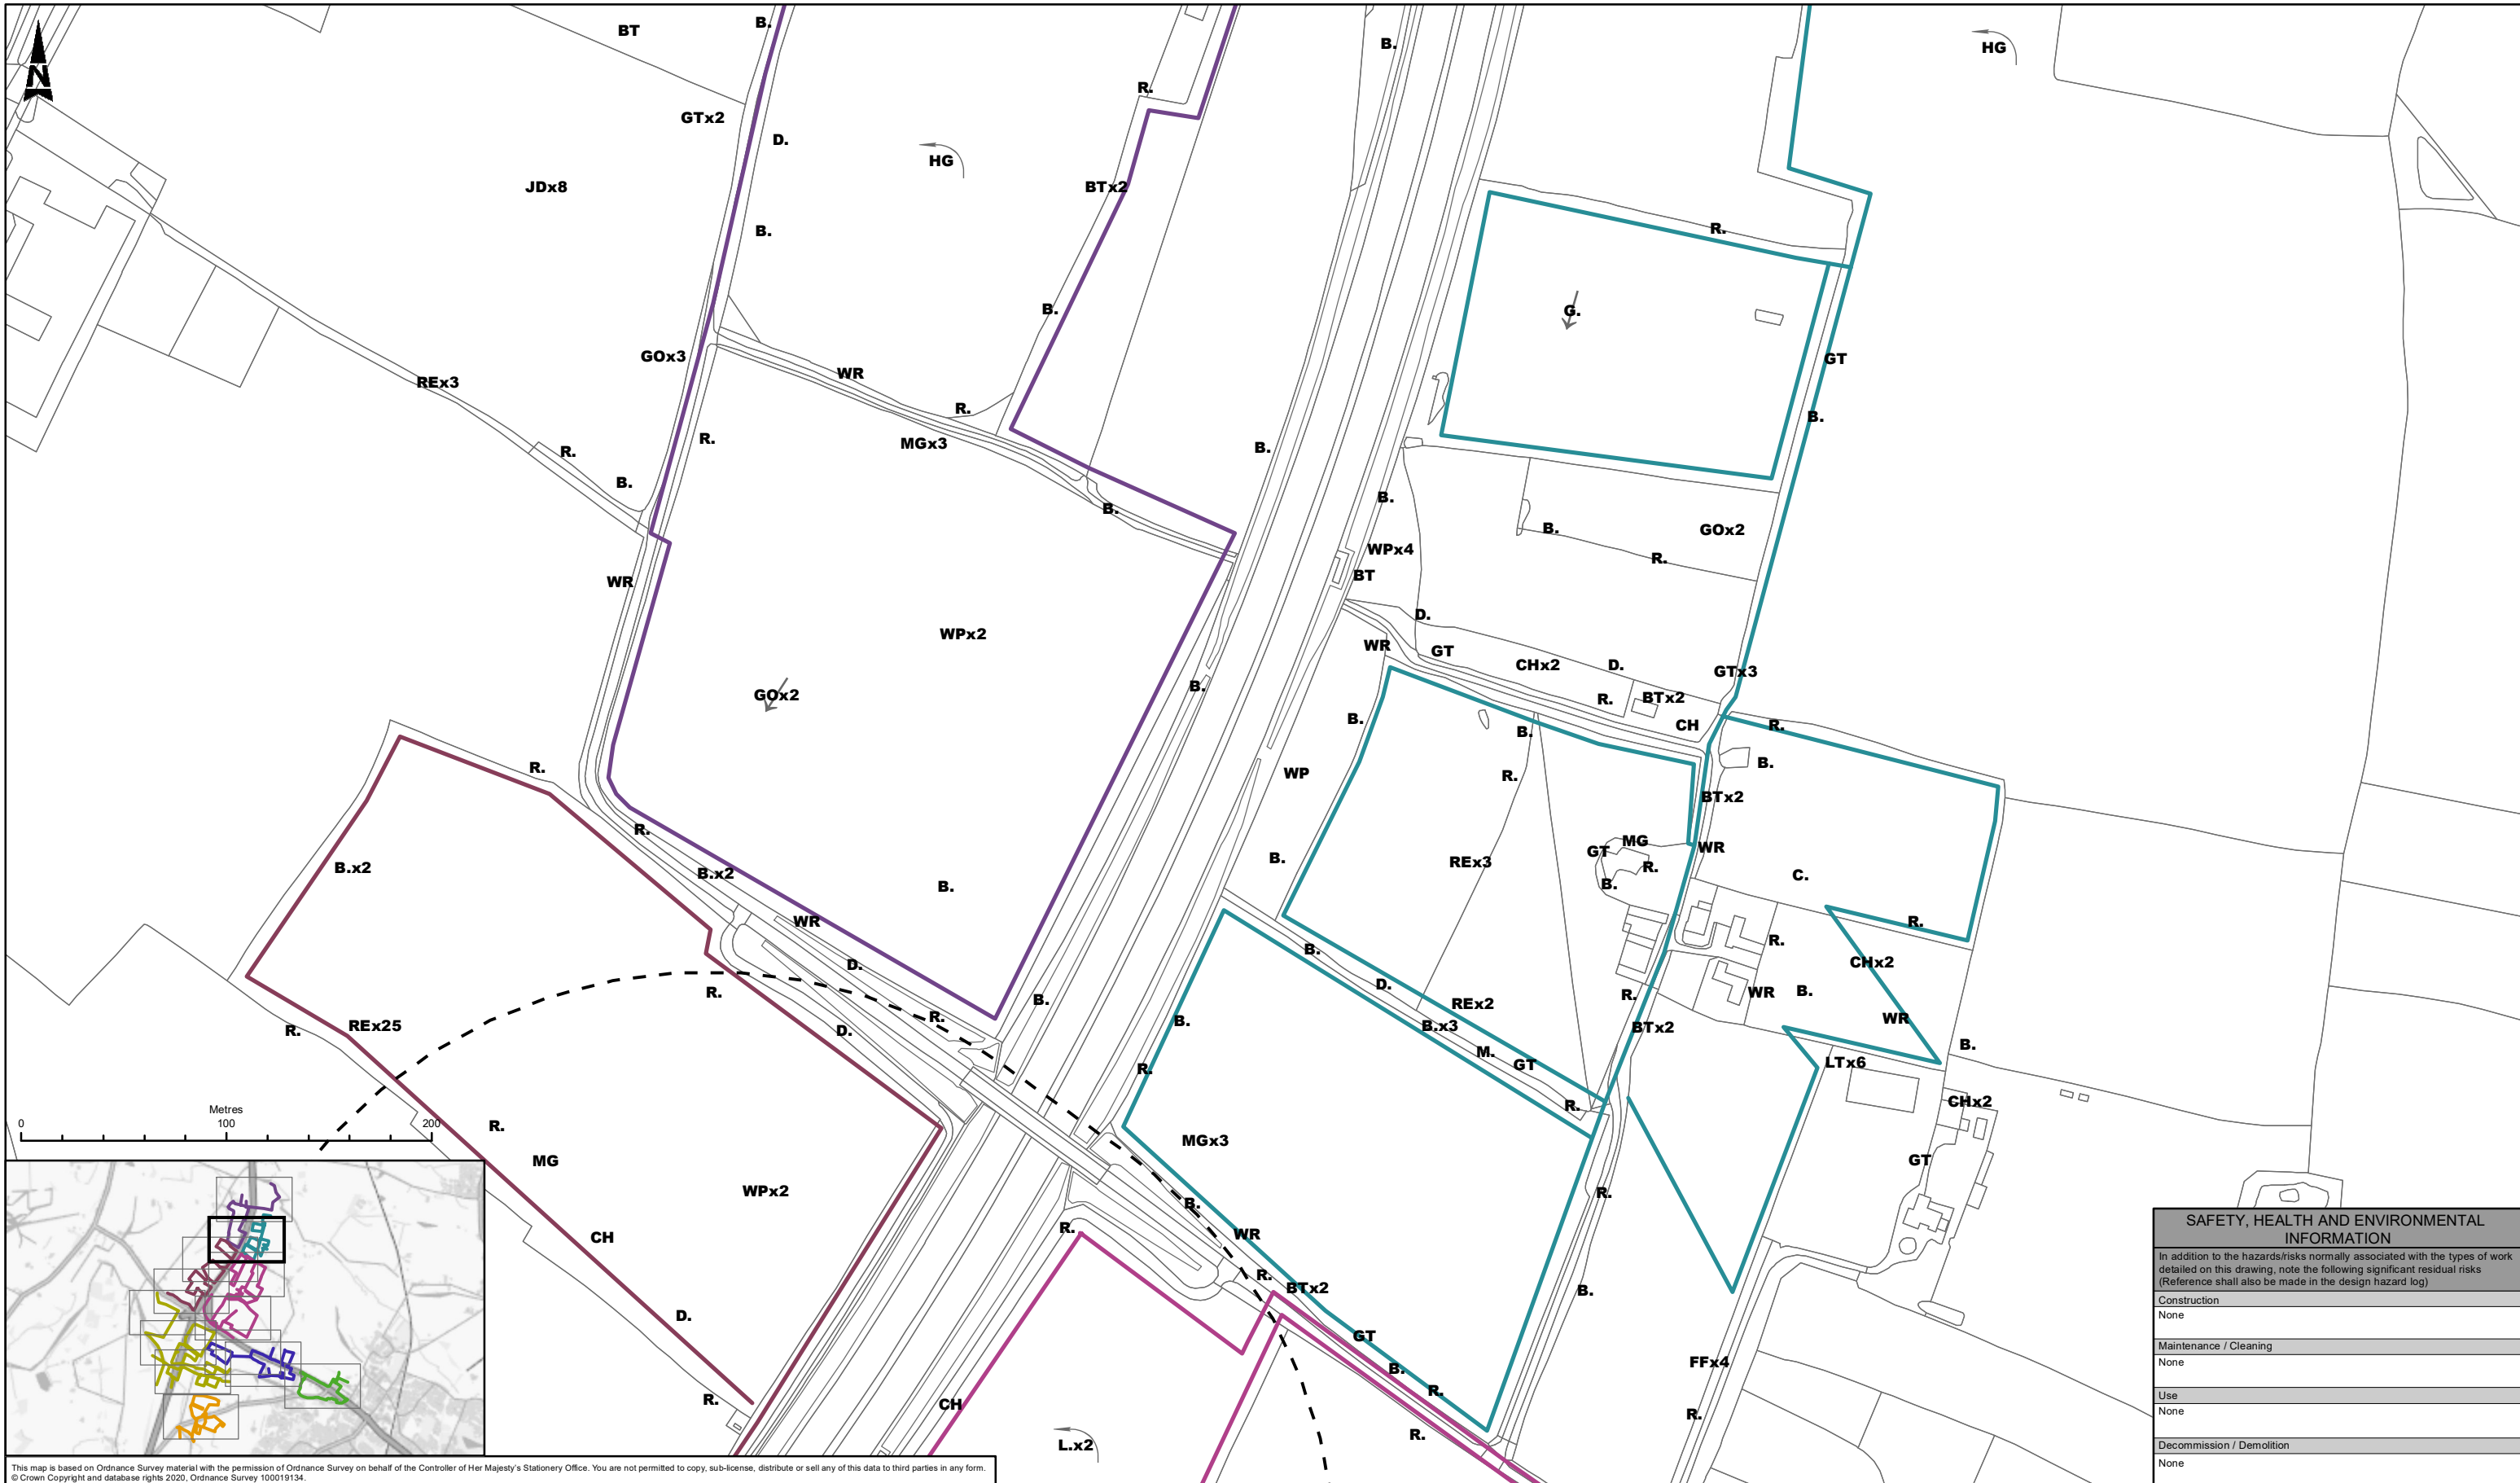 BT
B.
B.
HG
N
R.
GTx2
D.
HG
JDx8
BTx2
B.
R.
B.
G.
GOx3
GT
WR
REx3
R.
B.
R.
MGx3
B.
R.
B.
B.
B.
GOx2
B.
WPx4
R.
BT
WR
D.
WPx2
WR
GT
CHx2
D.
GTx3
B.
GOx2
R.
BTx2
B.
CH
R.
B.
R.
WP
R.
B.
BTx2
R.
MG
WR
GT
B.
REx3
R.
B.x2
B.x2
C.
B.
B.
WR
R.
R.
B.
CHx2
D.
D.
R.
WR
B.
R.
B.
REx2
R.
WR
B.
REx25
B.x3
BTx2
R.
D.
B.
M.
LTx6
GT
R.
CHx2
R.
Metres
0
100
200
R.
MGx3
MG
GT
WPx2
R.
B.
R.
WR
CH
R.
BTx2
B.
D.
GT
FFx4
B.
R.
R.
CH
R.
R.
L.x2
SAFETY, HEALTH AND ENVIRONMENTAL
INFORMATION
In addition to the hazards/risks normally associated with the types of work
detailed on this drawing, note the following significant residual risks
(Reference shall also be made in the design hazard log)
Construction
None
Maintenance / Cleaning
None
Use
None
Decommission / Demolition
None
This map is based on Ordnance Survey material with the permission of Ordnance Survey on behalf of the Controller of Her Majesty's Stationery Office. You are not permitted to copy, sub-license, distribute or sell any of this data to third parties in any form.
© Crown Copyright and database rights 2020, Ordnance Survey 100019134.